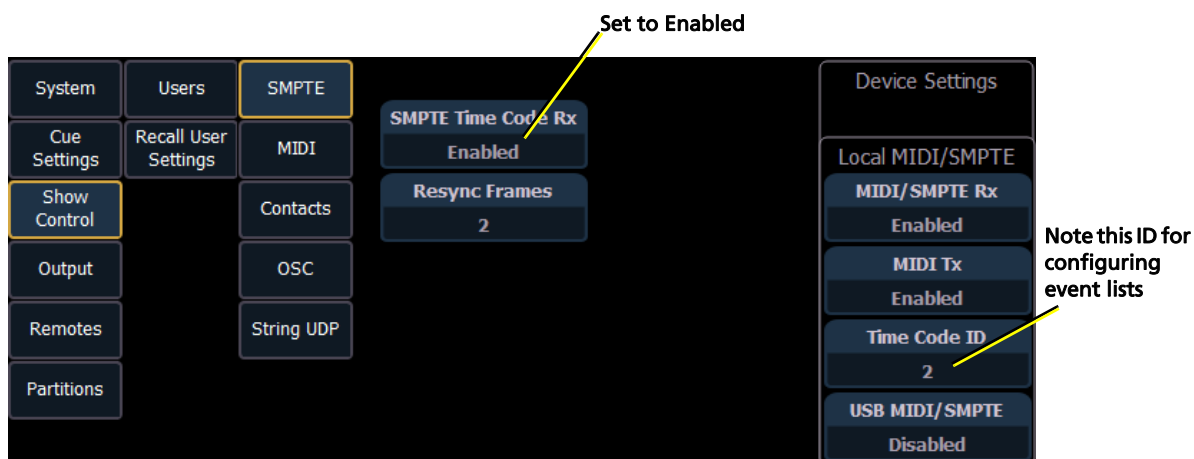 Set to Enabled
System
Users
SMPTE
Cue
Settings
Recall User
Settings
MIDI
Show
Control
Contacts
Output
OSC
Remotes
String UDP
Partitions
SMPTE Time Code Rx
Enabled
Resync Frames
2
Device Settings
Local MIDI/SMPTE
MIDI/SMPTE Rx
Enabled
MIDI Tx
Enabled
Time Code ID
2
USB MIDI/SMPTE
Disabled
Note this ID for
configuring
event lists